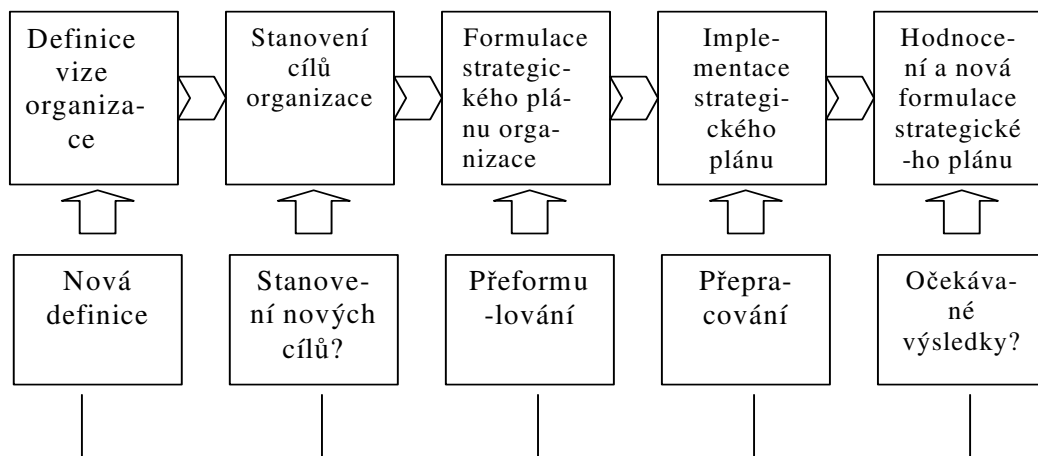 Definice
vize
organiza-
ce
Stanovení
cílů
organizace
Formulace
strategic-
kého plá-
nu orga-
nizace
Imple-
mentace
strategi-
ckého
plánu
Hodnoce-
ní a nová
formulace
strategické
-ho plánu
Nová
definice
Stanove-
ní nových
cílů?
Přeformu
-lování
Přepra-
cování
Očekáva-
né
výsledky?